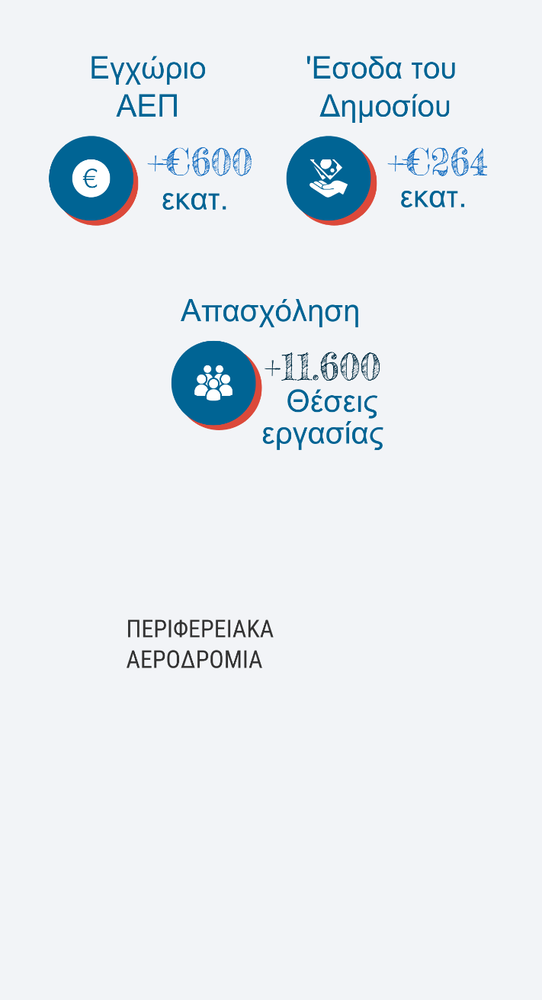 Εγχώριο
ΑΕΠ
+€600
εκατ.
'Εσοδα του
Δημοσίου
+€264
εκατ.
Απασχόληση
+11.600
Θέσεις
εργασίας
ΠΕΡΙΦΕΡΕΙΑΚΑ
ΑΕΡΟΔΡΟΜΙΑ